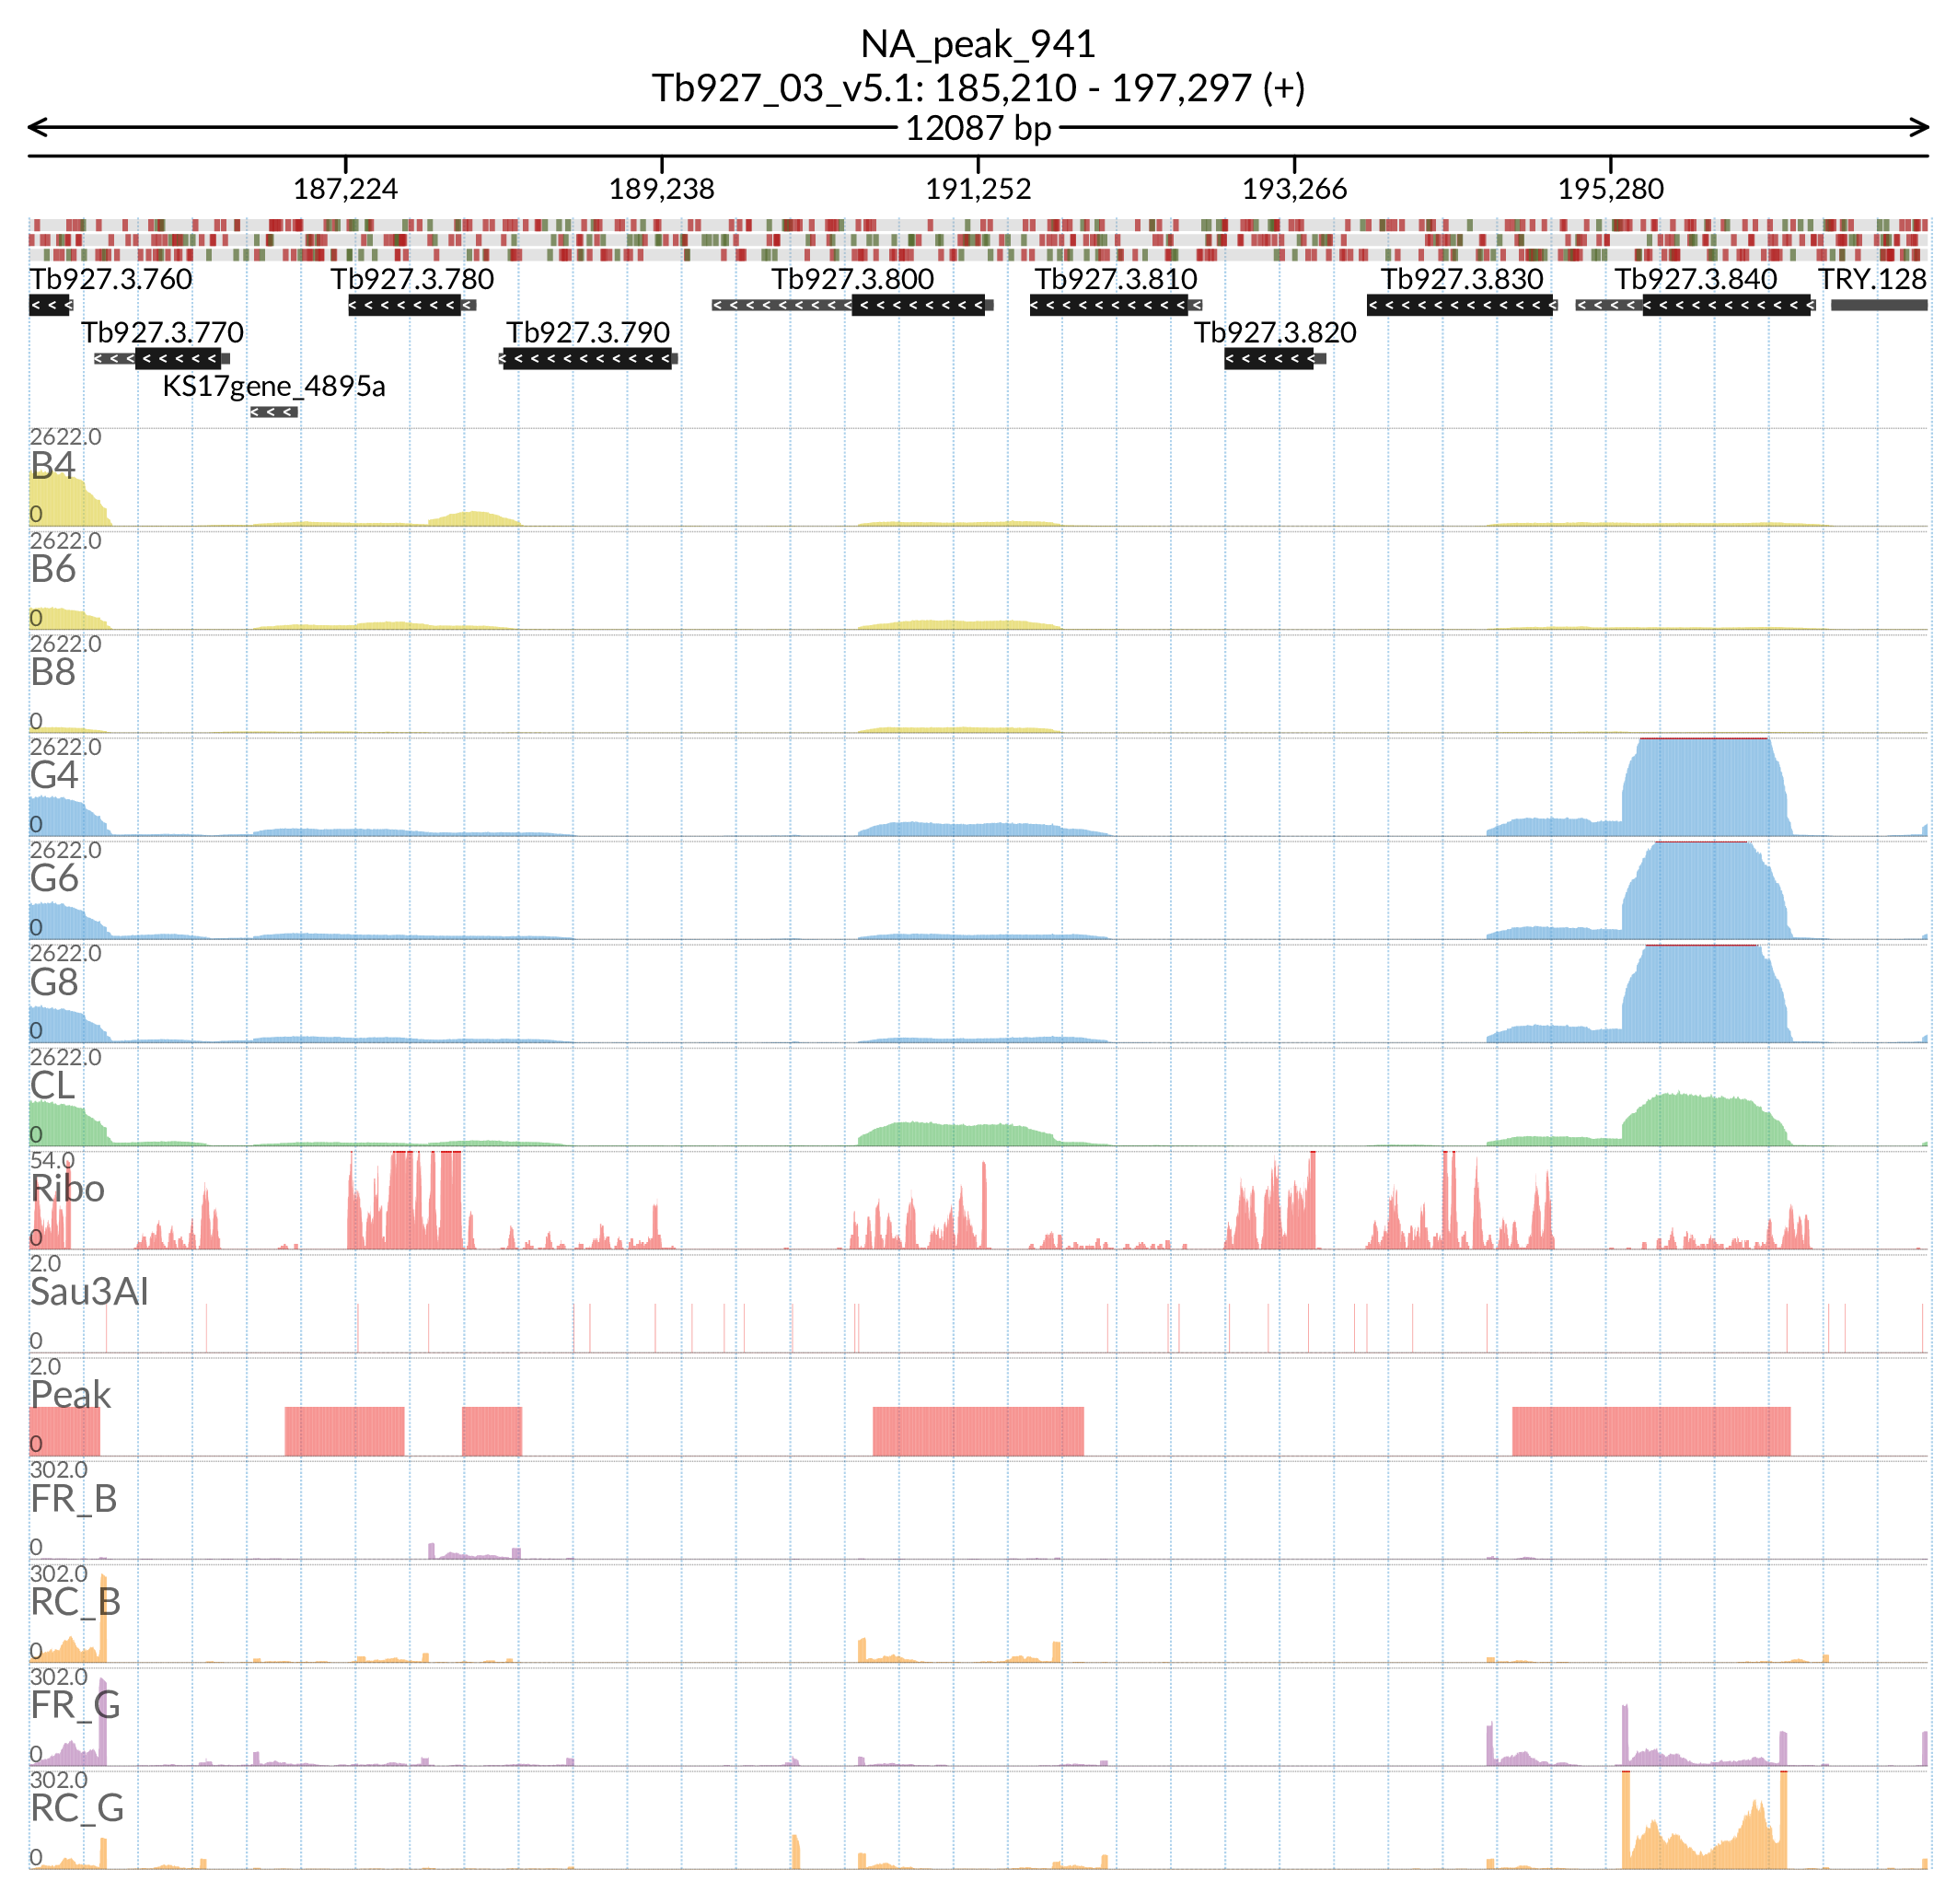 NA_peak_941
Tb927_03_v5.1: 185,210 - 197,297 (+)
12087 bp
187,224 189,238 191,252 193,266 195,280
Tb927.3.760 Tb927.3.780 Tb927.3.800 Tb927.3.810 Tb927.3.830 Tb927.3.840 TRY.128
Tb927.3.770 Tb927.3.790 Tb927.3.820
KS17gene_4895a
2622.0
B4
0
2622.0
B6
0
2622.0
B8
0
2622.0
G4
0
2622.0
G6
0
2622.0
G8
0
2622.0
CL
0
54.0
Ribo
0
2.0
Sau3AI
0
2.0
Peak
0
302.0
FR_B
0
302.0
RC_B
0
302.0
FR_G
0
302.0
RC_G
0